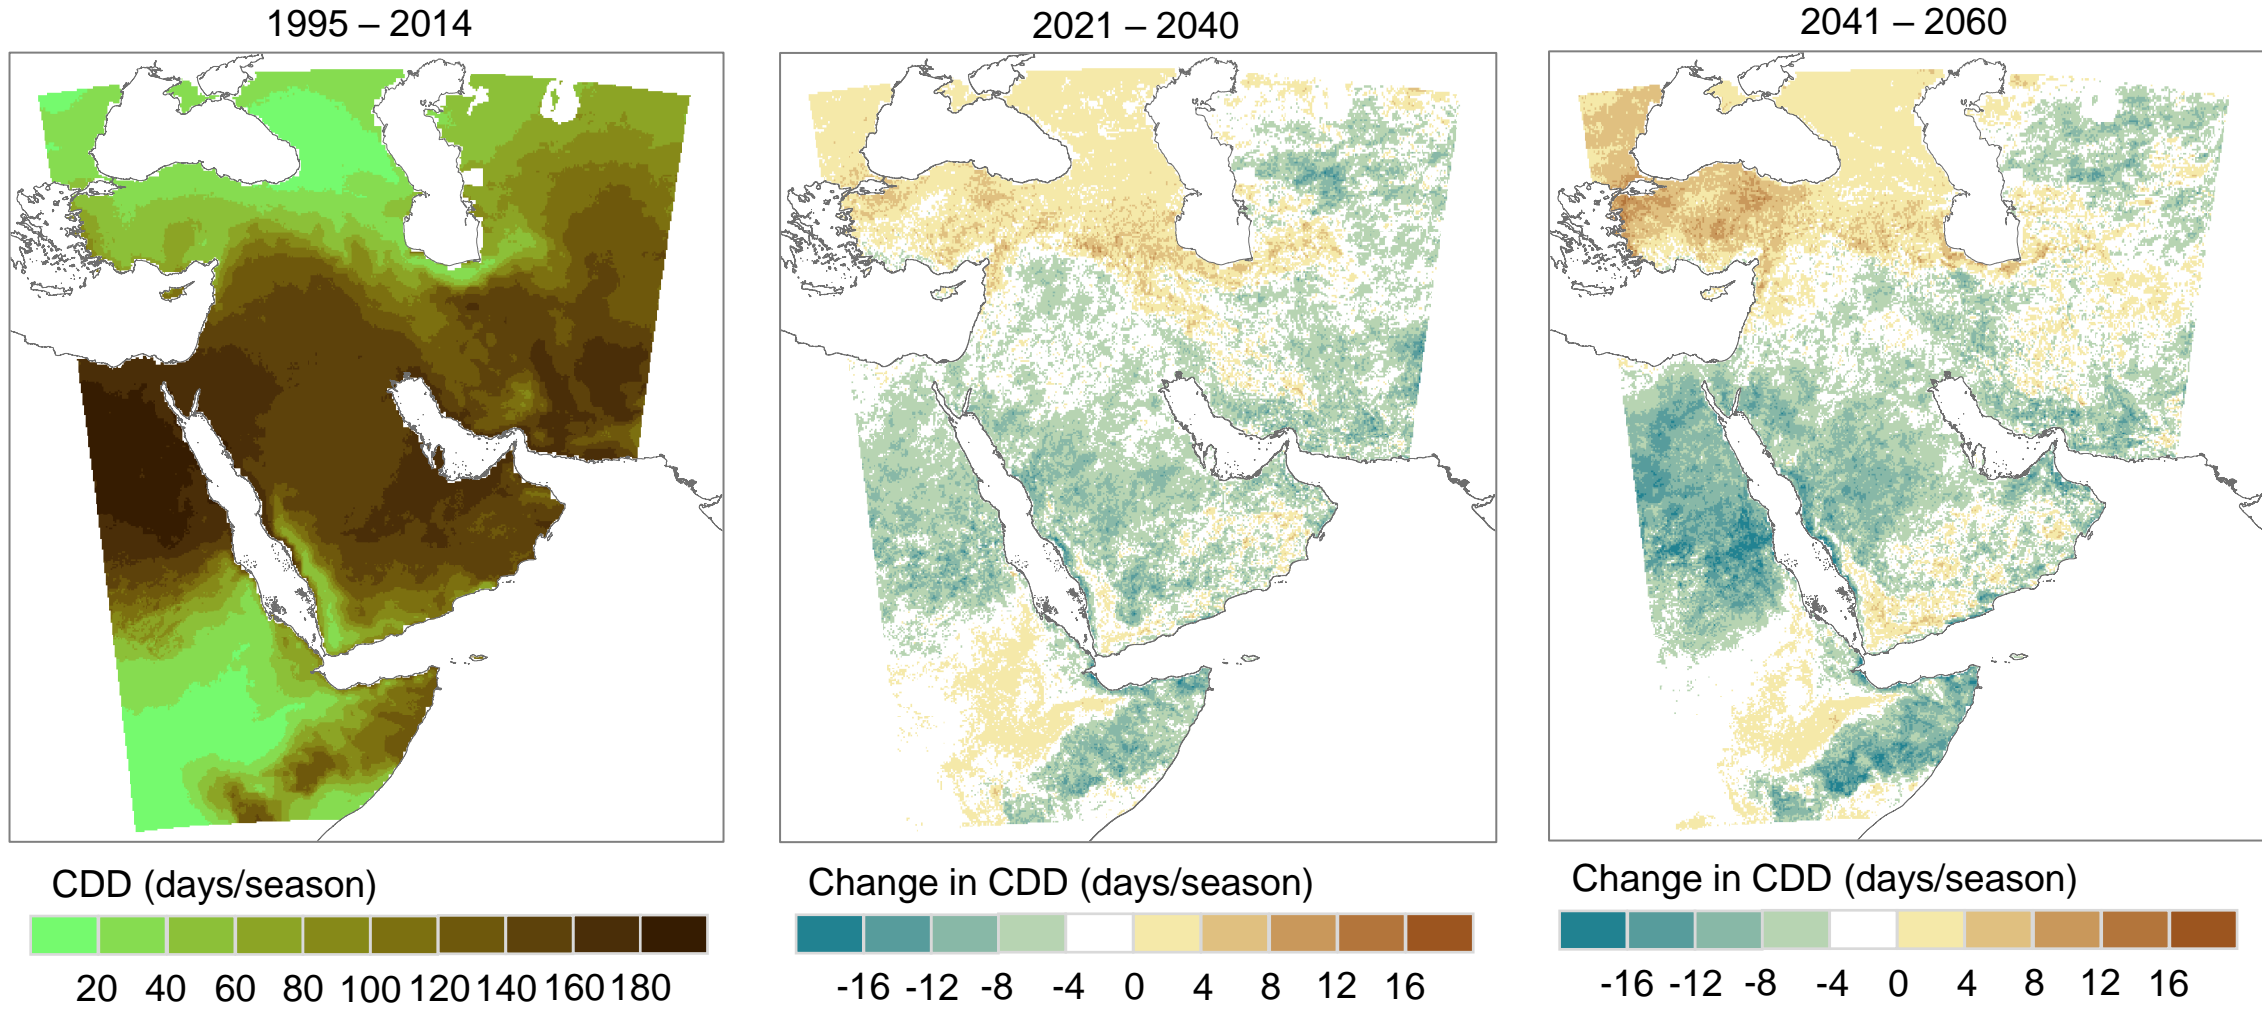 1995 – 2014
2021 – 2040
2041 – 2060
CDD (days/season)
20 40 60 80 100 120 140 160 180
Change in CDD (days/season)
-16 -12 -8 -4 0 4 8 12 16
Change in CDD (days/season)
-16 -12 -8 -4 0 4 8 12 16